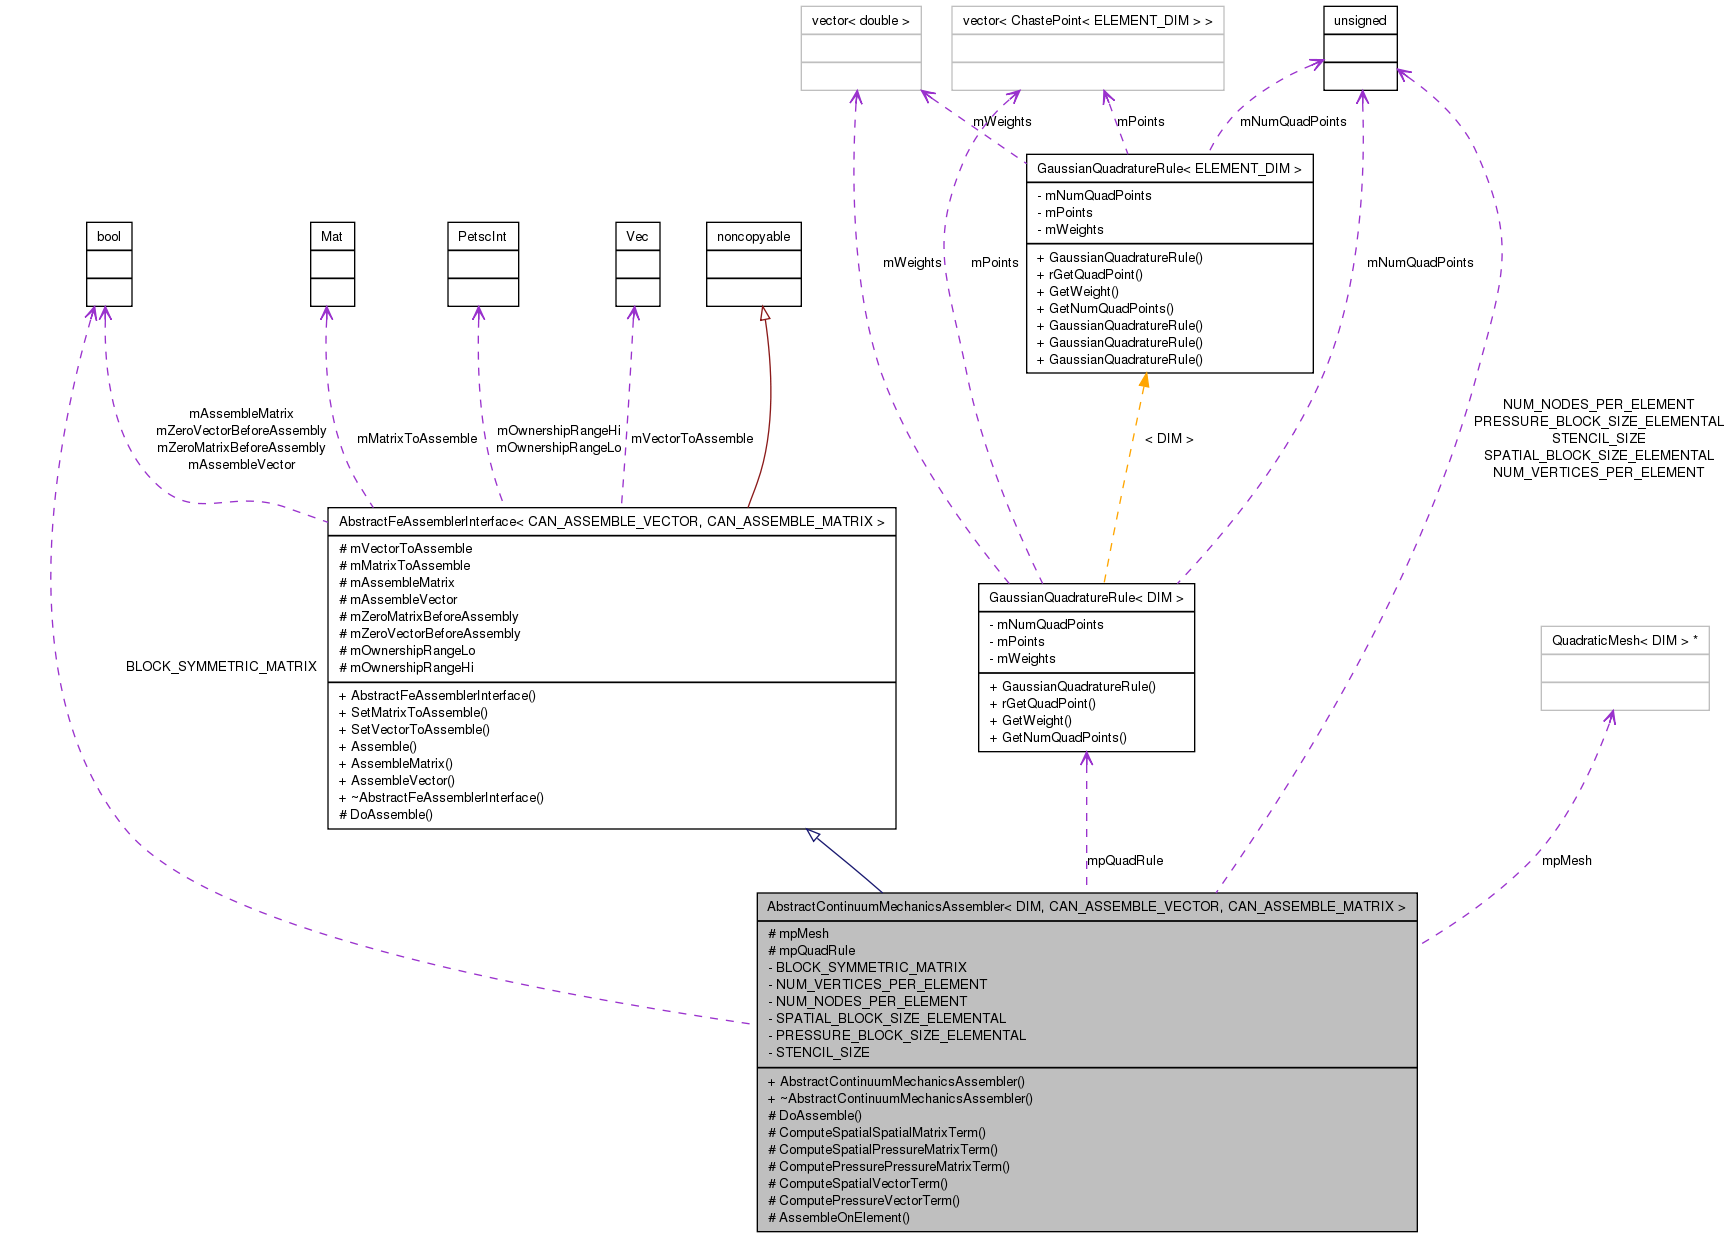 vector< double >
vector< ChastePoint< ELEMENT_DIM > >
unsigned
mWeights
mPoints
mNumQuadPoints
GaussianQuadratureRule< ELEMENT_DIM >
- mNumQuadPoints
- mPoints
- mWeights
+ GaussianQuadratureRule()
+ rGetQuadPoint()
+ GetWeight()
+ GetNumQuadPoints()
+ GaussianQuadratureRule()
+ GaussianQuadratureRule()
+ GaussianQuadratureRule()
bool
Mat
PetscInt
Vec
noncopyable
mWeights
mPoints
mNumQuadPoints
mAssembleMatrix
mZeroVectorBeforeAssembly
mZeroMatrixBeforeAssembly
mAssembleVector
mMatrixToAssemble
mOwnershipRangeHi
mOwnershipRangeLo
mVectorToAssemble
< DIM >
NUM_NODES_PER_ELEMENT
PRESSURE_BLOCK_SIZE_ELEMENTAL
STENCIL_SIZE
SPATIAL_BLOCK_SIZE_ELEMENTAL
NUM_VERTICES_PER_ELEMENT
AbstractFeAssemblerInterface< CAN_ASSEMBLE_VECTOR, CAN_ASSEMBLE_MATRIX >
# mVectorToAssemble
# mMatrixToAssemble
# mAssembleMatrix
# mAssembleVector
# mZeroMatrixBeforeAssembly
# mZeroVectorBeforeAssembly
# mOwnershipRangeLo
# mOwnershipRangeHi
+ AbstractFeAssemblerInterface()
+ SetMatrixToAssemble()
+ SetVectorToAssemble()
+ Assemble()
+ AssembleMatrix()
+ AssembleVector()
+ ~AbstractFeAssemblerInterface()
# DoAssemble()
GaussianQuadratureRule< DIM >
- mNumQuadPoints
- mPoints
- mWeights
+ GaussianQuadratureRule()
+ rGetQuadPoint()
+ GetWeight()
+ GetNumQuadPoints()
QuadraticMesh< DIM > *
BLOCK_SYMMETRIC_MATRIX
mpQuadRule
mpMesh
AbstractContinuumMechanicsAssembler< DIM, CAN_ASSEMBLE_VECTOR, CAN_ASSEMBLE_MATRIX >
# mpMesh
# mpQuadRule
- BLOCK_SYMMETRIC_MATRIX
- NUM_VERTICES_PER_ELEMENT
- NUM_NODES_PER_ELEMENT
- SPATIAL_BLOCK_SIZE_ELEMENTAL
- PRESSURE_BLOCK_SIZE_ELEMENTAL
- STENCIL_SIZE
+ AbstractContinuumMechanicsAssembler()
+ ~AbstractContinuumMechanicsAssembler()
# DoAssemble()
# ComputeSpatialSpatialMatrixTerm()
# ComputeSpatialPressureMatrixTerm()
# ComputePressurePressureMatrixTerm()
# ComputeSpatialVectorTerm()
# ComputePressureVectorTerm()
# AssembleOnElement()